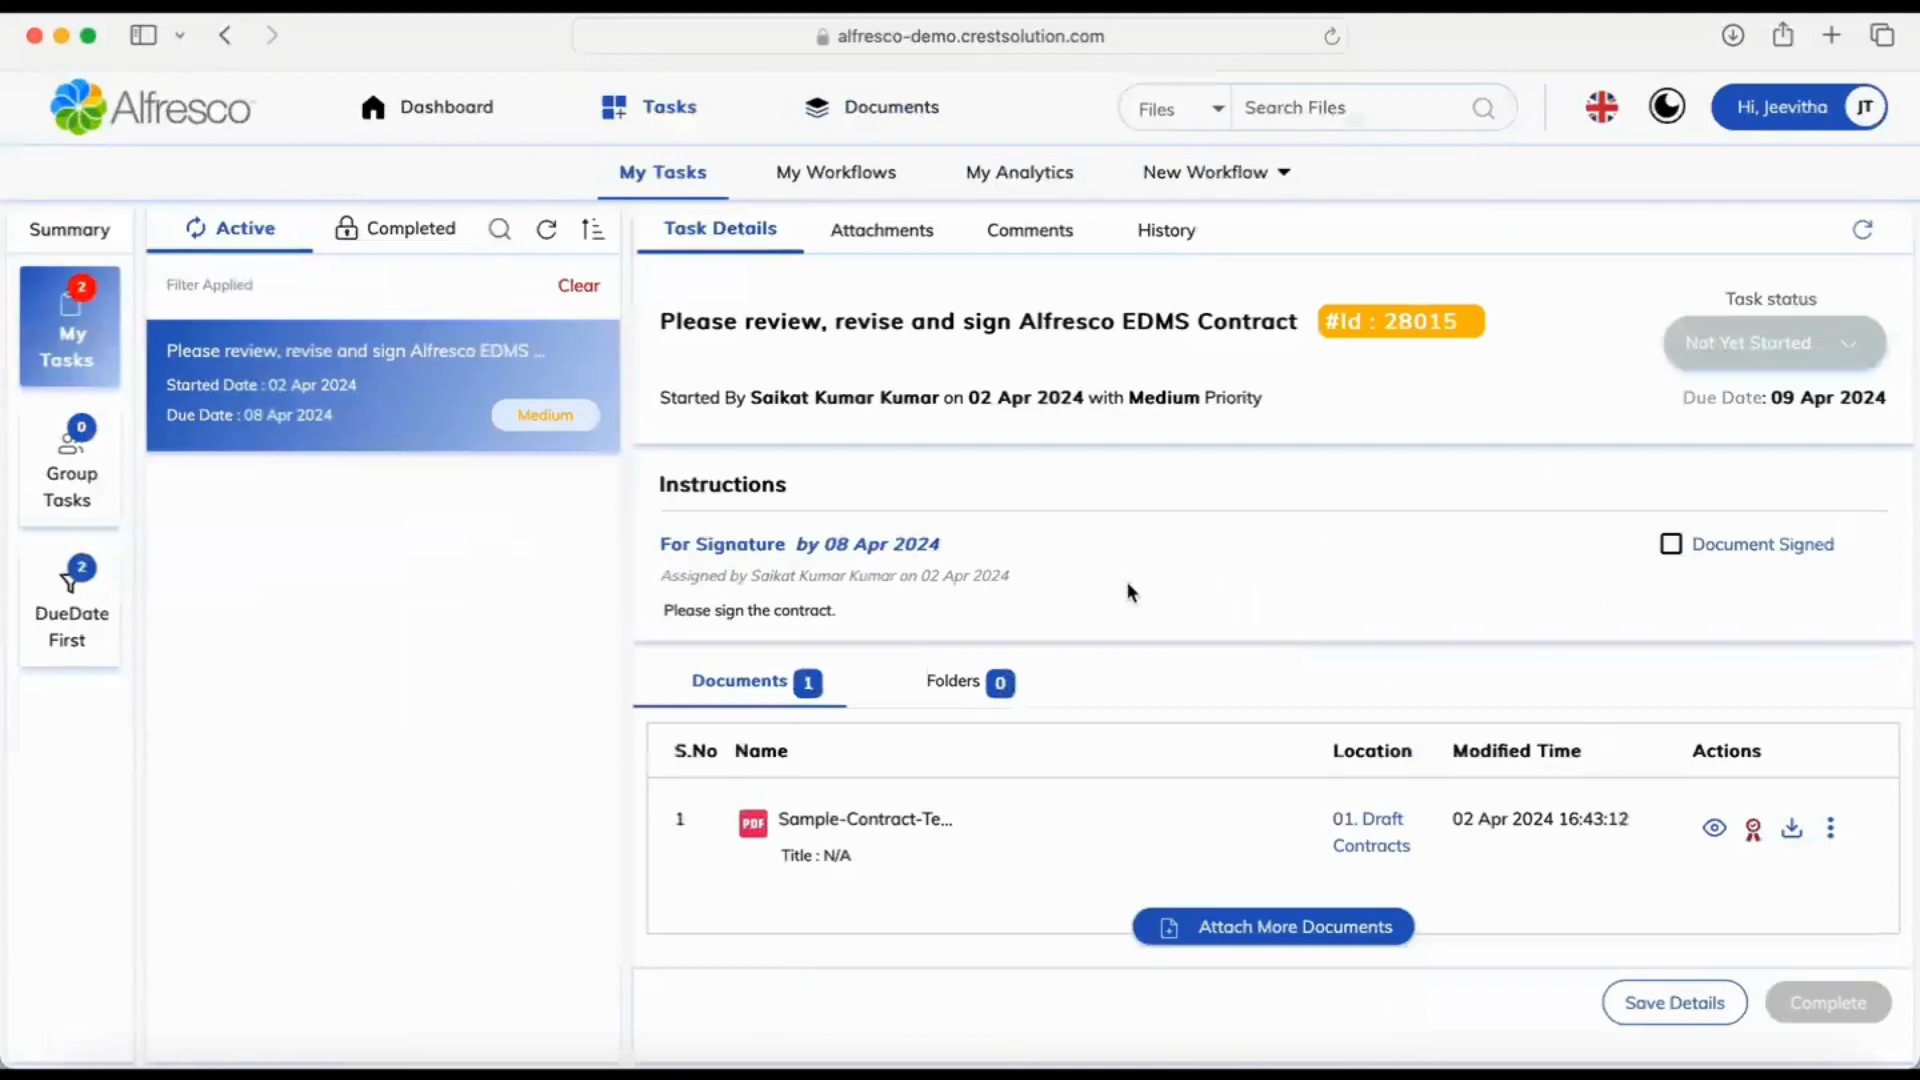 alfresco-demo.crestsolution.com
Alfresco
Dashboard
Tasks
Documents
Files
Search Files
Hi, Jeevitha
JT
My Tasks
My Workflows
My Analytics
New Workflow
Summary
Active
Completed
Task Details
Attachments
Comments
History
2
My
Tasks
0
Group
Tasks
2
DueDate
First
Filter Applied
Clear
Please review, revise and sign Alfresco EDMS ...
Started Date : 02 Apr 2024
Due Date : 08 Apr 2024
Medium
Please review, revise and sign Alfresco EDMS Contract
#Id : 28015
Task status
Not Yet Started
Started By Saikat Kumar Kumar on 02 Apr 2024 with Medium Priority
Due Date: 09 Apr 2024
Instructions
For Signature by 08 Apr 2024
Document Signed
Assigned by Saikat Kumar Kumar on 02 Apr 2024
Please sign the contract.
Documents 1
Folders 0
S.No Name Location Modified Time Actions
1 PDF Sample-Contract-Te... 01. Draft 02 Apr 2024 16:43:12
Title : N/A Contracts
Attach More Documents
Save Details
Complete